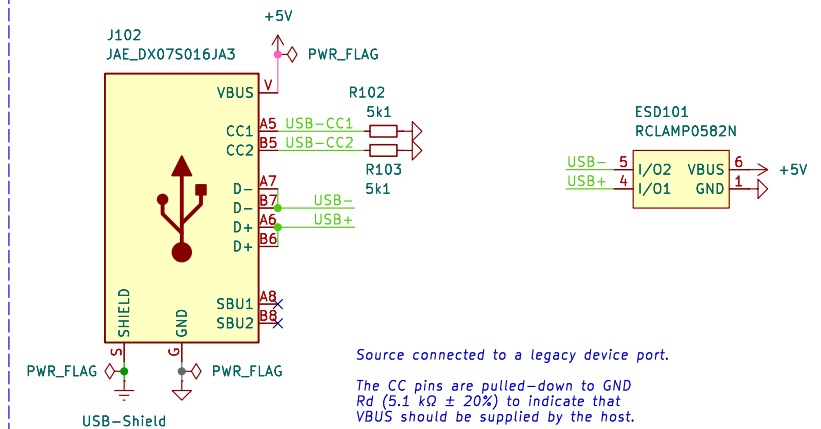 +5V
J102
JAE_DX07S016JA3
PWR_FLAG
V
VBUS
R102
5k1
A5 USB-CC1
CC1
B5 USB-CC2
CC2
R103
5k1
A7
D-
B7 USB-
D-
A6 USB+
D+
B6
D+
A8
SBU1
B8
SBU2
SHIELD
GND
S
G
PWR_FLAG
PWR_FLAG
USB-Shield
ESD101
RCLAMP0582N
USB- 5 I/O2 VBUS 6 +5V
USB+ 4 I/O1 GND 1
Source connected to a legacy device port.
The CC pins are pulled-down to GND
Rd (5.1 kΩ ± 20%) to indicate that
VBUS should be supplied by the host.